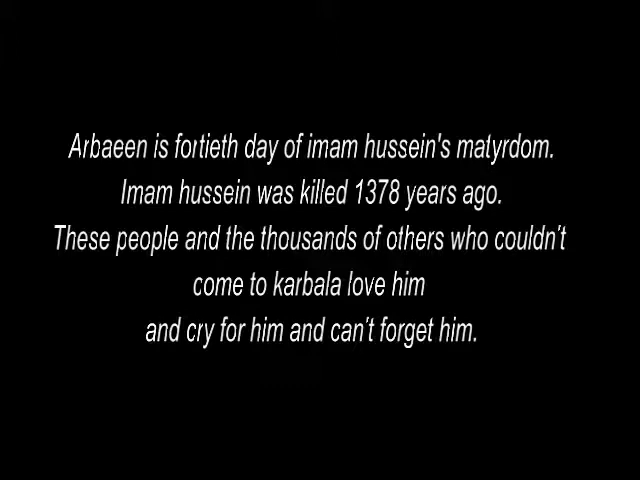 Arbaeen is fortieth day of imam hussein's matyrdom.
Imam hussein was killed 1378 years ago.
These people and the thousands of others who couldn't
come to karbala love him
and cry for him and can't forget him.